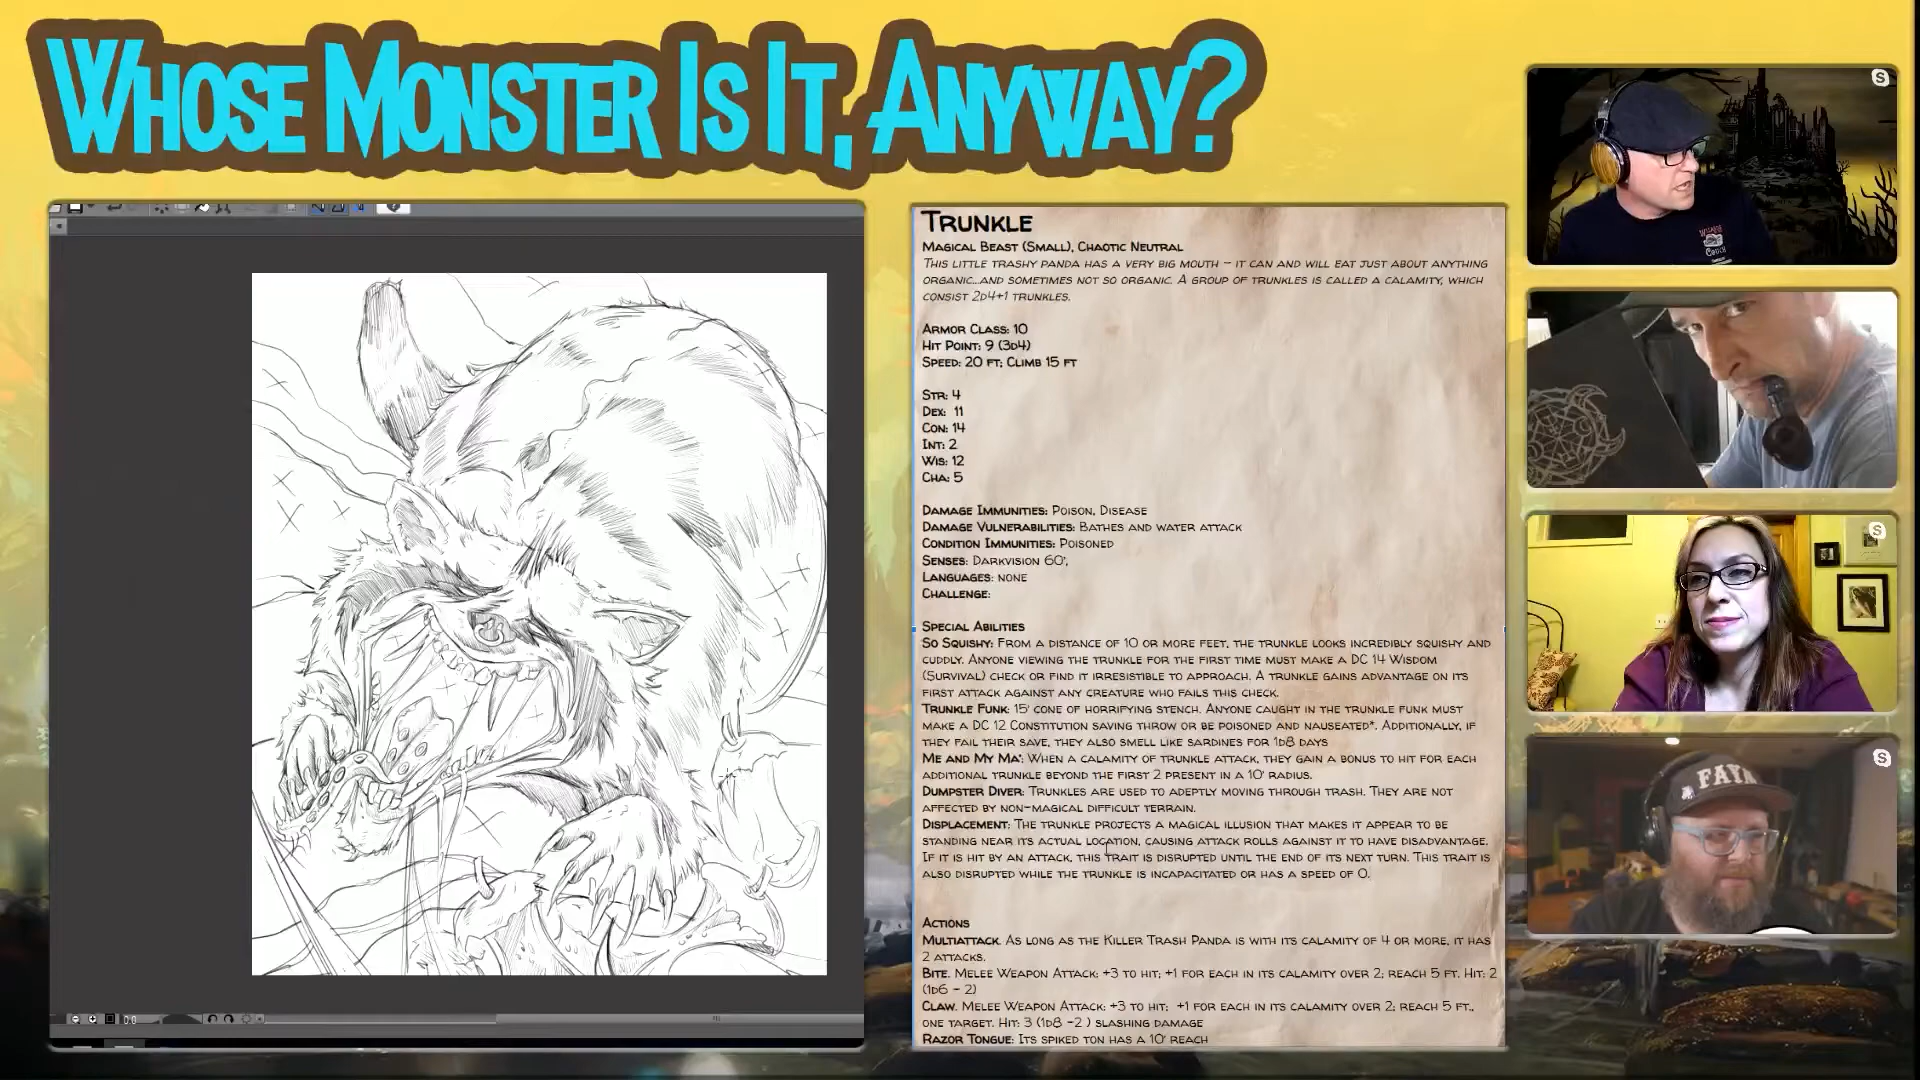 Whose Monster Is It, Anyway?
Trunkle
Magical Beast (Small), Chaotic Neutral
This little trashy panda has a very big mouth – it can and will eat just about anything
organic...and sometimes not so organic. A group of trunkles is called a calamity, which
consist 2d4+1 trunkles.
Armor Class: 10
Hit Point: 9 (3d4)
Speed: 20 ft; Climb 15 ft
Str: 4
Dex: 11
Con: 14
Int: 2
Wis: 12
Cha: 5
Damage Immunities: Poison, Disease
Damage Vulnerabilities: Bathes and water attack
Condition Immunities: Poisoned
Senses: Darkvision 60',
Languages: none
Challenge:
Special Abilities
So Squishy: From a distance of 10 or more feet, the trunkle looks incredibly squishy and
cuddly. Anyone viewing the trunkle for the first time must make a DC 14 Wisdom
(Survival) check or find it irresistible to approach. A trunkle gains advantage on its
first attack against any creature who fails this check.
Trunkle Funk: 15' cone of horrifying stench. Anyone caught in the trunkle funk must
make a DC 12 Constitution saving throw or be poisoned and nauseated*. Additionally, if
they fail their save, they also smell like sardines for 1d8 days
Me and My Ma': When a calamity of trunkle attack, they gain a bonus to hit for each
additional trunkle beyond the first 2 present in a 10' radius.
Dumpster Diver: Trunkles are used to adeptly moving through trash. They are not
affected by non-magical difficult terrain.
Displacement: The trunkle projects a magical illusion that makes it appear to be
standing near its actual location, causing attack rolls against it to have disadvantage.
If it is hit by an attack, this trait is disrupted until the end of its next turn. This trait is
also disrupted while the trunkle is incapacitated or has a speed of 0.
Actions
Multiattack. As long as the Killer Trash Panda is with its calamity of 4 or more, it has
2 attacks.
Bite. Melee Weapon Attack: +3 to hit; +1 for each in its calamity over 2; reach 5 ft. Hit: 2
(1d6 – 2)
Claw. Melee Weapon Attack: +3 to hit; +1 for each in its calamity over 2; reach 5 ft.,
one target. Hit: 3 (1d8 -2 ) slashing damage
Razor Tongue: Its spiked ton has a 10' reach